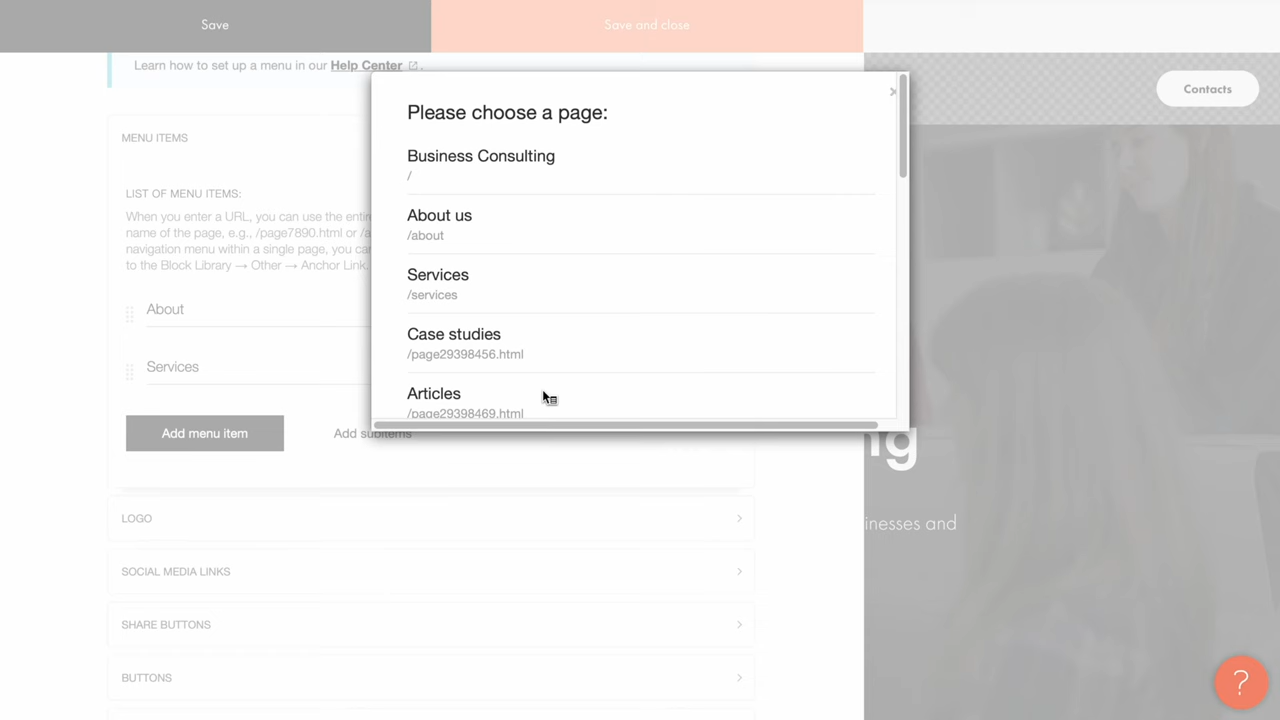 Save
Save and close
Learn how to set up a menu in our Help Center .
Contacts
MENU ITEMS
LIST OF MENU ITEMS:
When you enter a URL, you can use the entire
name of the page, e.g., /page7890.html or
navigation menu within a single page, you
to the Block Library → Other → Anchor Link.
About
Services
Add menu item
Add subitems
LOGO
SOCIAL MEDIA LINKS
SHARE BUTTONS
BUTTONS
Please choose a page:
Business Consulting
/
About us
/about
Services
/services
Case studies
/page29398456.html
Articles
/page29398469.html
and
?